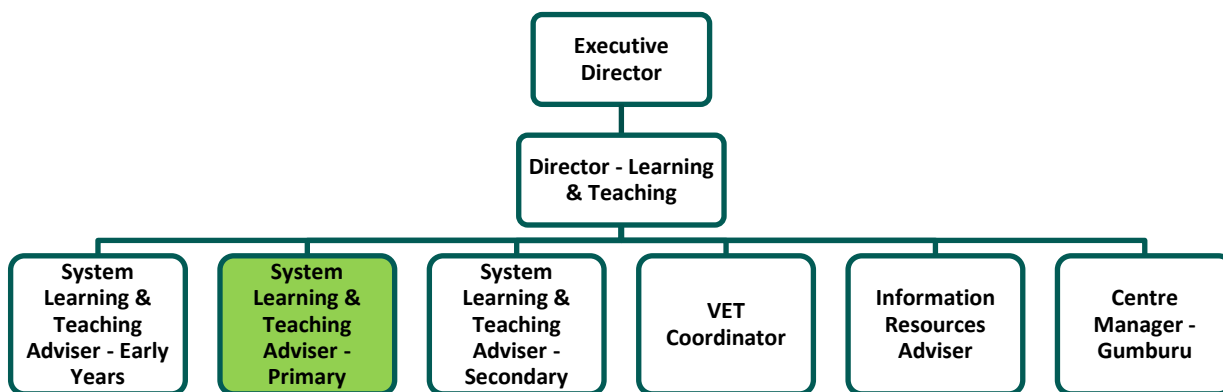 Executive
Director
Director - Learning
& Teaching
System
Learning &
Teaching
Adviser - Early
Years
System
Learning &
Teaching
Adviser -
Primary
System
Learning &
Teaching
Adviser -
Secondary
VET
Coordinator
Information
Resources
Adviser
Centre
Manager -
Gumburu